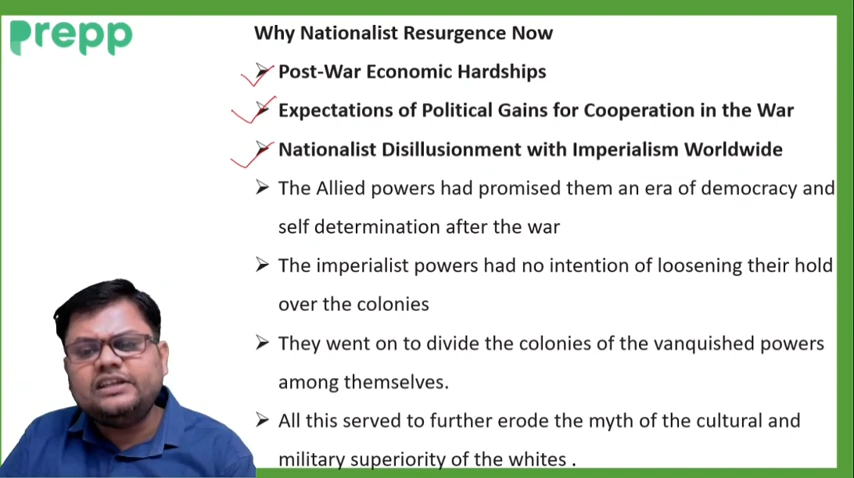 prepp
Why Nationalist Resurgence Now
➢ Post-War Economic Hardships
➢ Expectations of Political Gains for Cooperation in the War
➢ Nationalist Disillusionment with Imperialism Worldwide
➢ The Allied powers had promised them an era of democracy and
self determination after the war
➢ The imperialist powers had no intention of loosening their hold
over the colonies
➢ They went on to divide the colonies of the vanquished powers
among themselves.
➢ All this served to further erode the myth of the cultural and
military superiority of the whites .